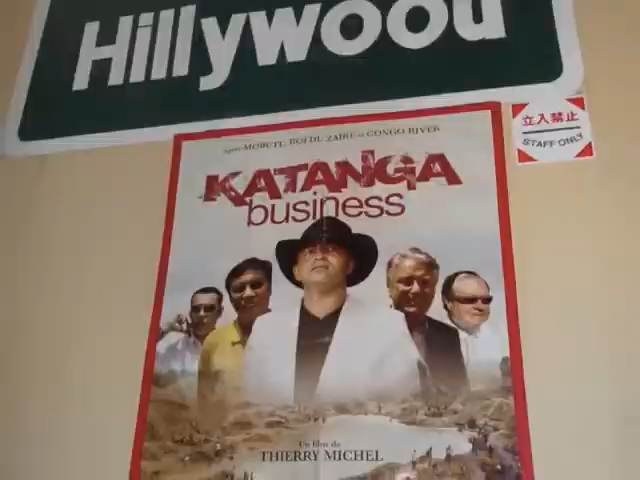 Hillywood
立入禁止
STAFF ONLY
après MOBUTU, ROI DU ZAIRE et CONGO RIVER
KATANGA
business
Un film de
THIERRY MICHEL